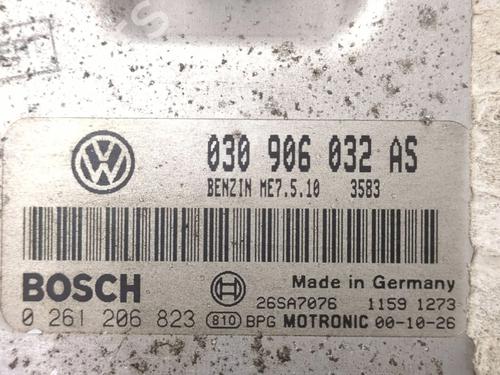 030 906 032 AS
BENZIN ME7.5.10 3583
BOSCH
Made in Germany
26SA7076 1159 1273
0 261 206 823 810 BPG MOTRONIC 00-10-26